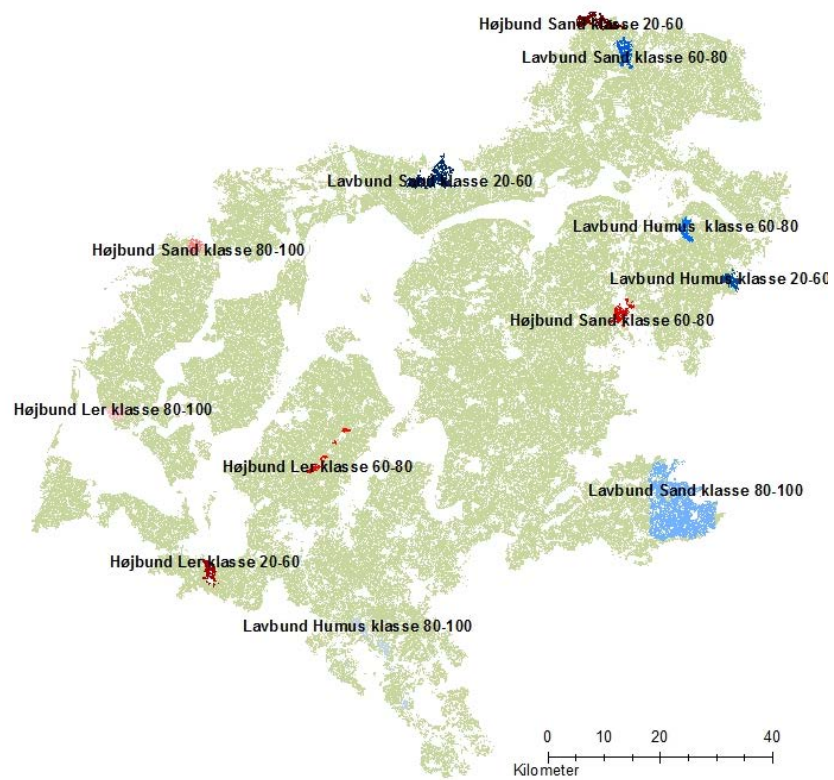 Højbund Sand klasse 20-60
Lavbund Sand klasse 60-80
Lavbund Sand klasse 20-60
Lavbund Humus  klasse 60-80
Højbund Sand klasse 80-100
Lavbund Humus klasse 20-60
Højbund Sand klasse 60-80
Højbund Ler klasse 80-100
Højbund Ler klasse 60-80
Lavbund Sand klasse 80-100
Højbund Ler klasse 20-60
Lavbund Humus klasse 80-100
0 20 40
Kilometer